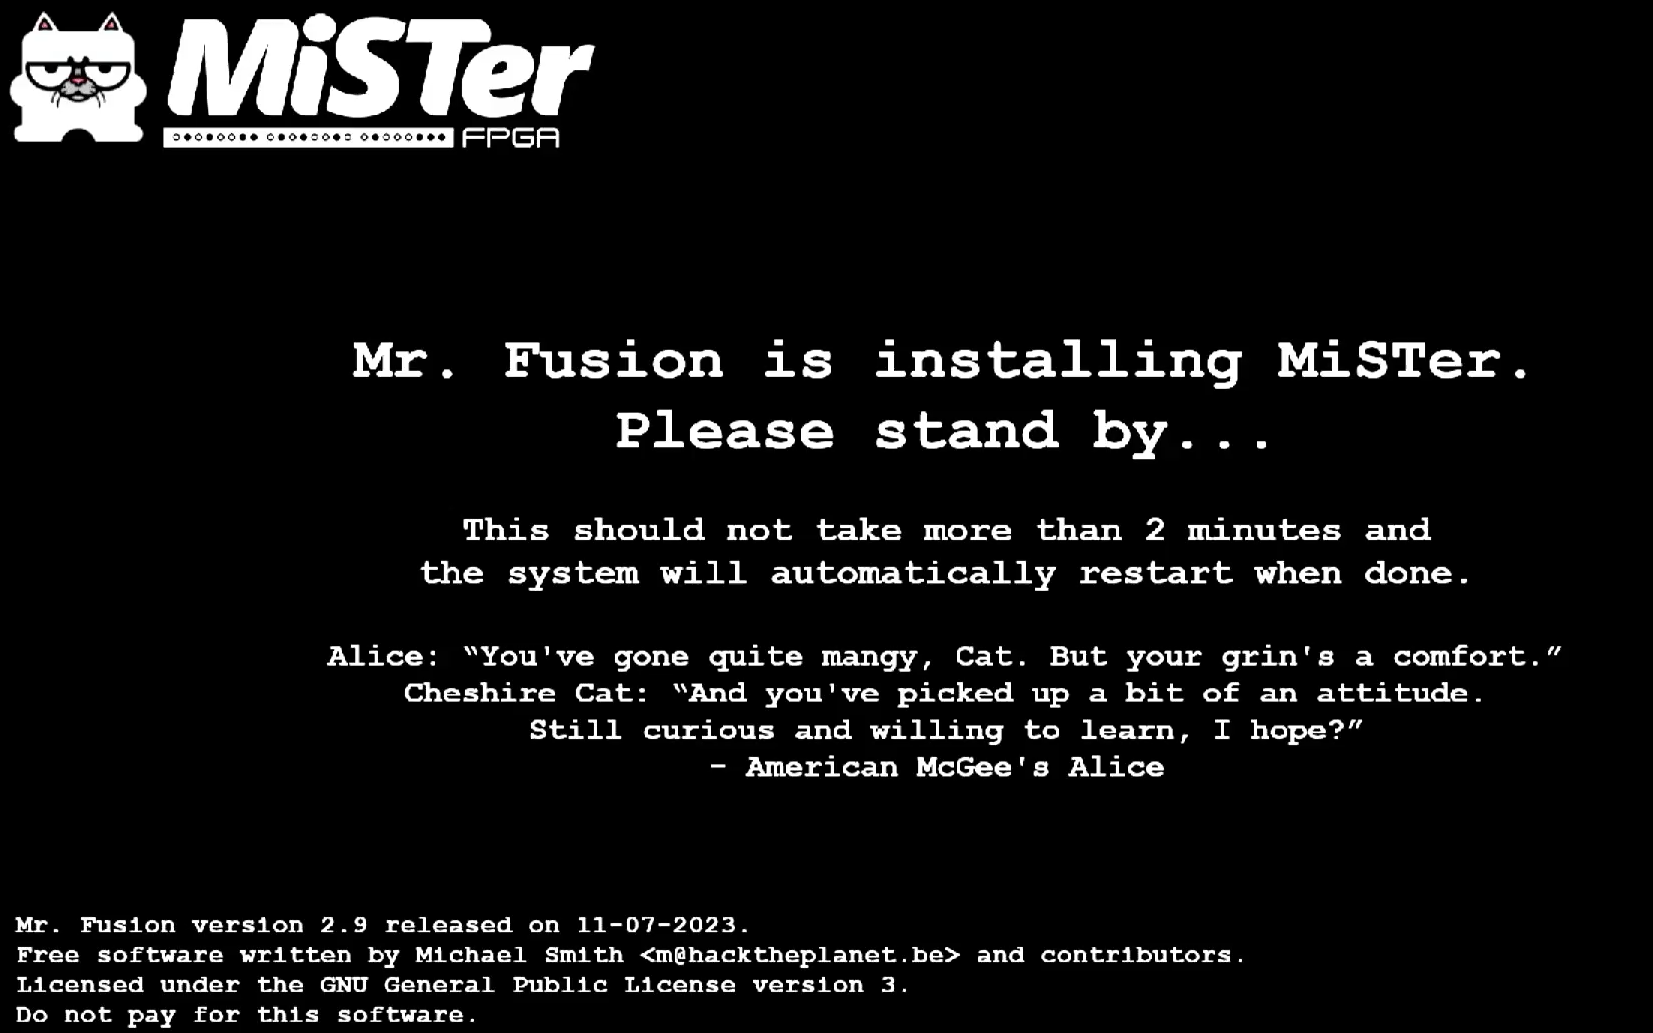 MiSTer
FPGA
Mr. Fusion is installing MiSTer.
Please stand by...
This should not take more than 2 minutes and
the system will automatically restart when done.
Alice: “You've gone quite mangy, Cat. But your grin's a comfort.”
Cheshire Cat: “And you've picked up a bit of an attitude.
Still curious and willing to learn, I hope?”
– American McGee's Alice
Mr. Fusion version 2.9 released on 11-07-2023.
Free software written by Michael Smith <m@hacktheplanet.be> and contributors.
Licensed under the GNU General Public License version 3.
Do not pay for this software.